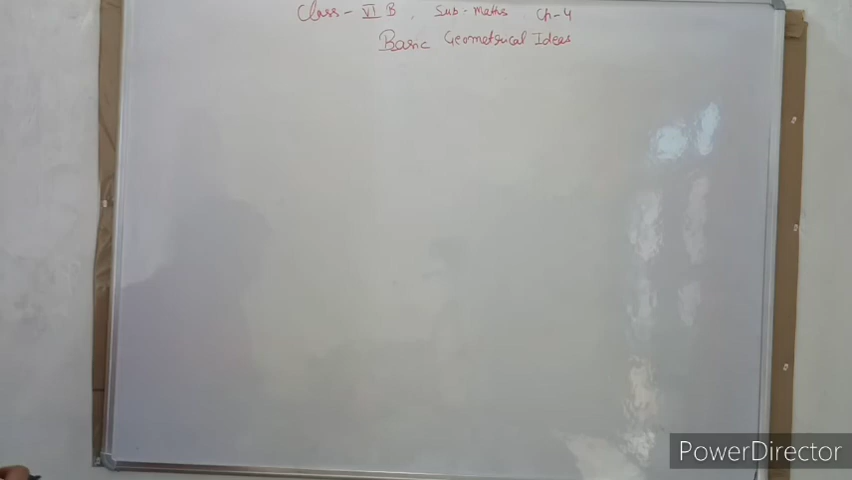 Class - VI B, Sub - Maths Ch - 4
Basic Geometrical Ideas
PowerDirector